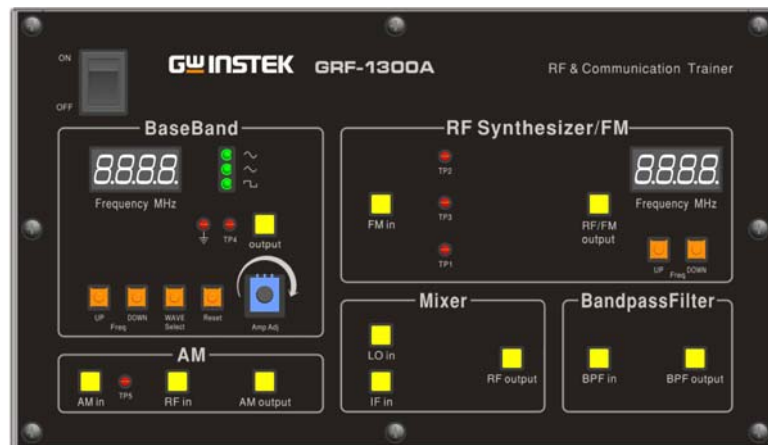 ON
OFF
GWINSTEK GRF-1300A
RF & Communication Trainer
BaseBand
8.8.8.8.
Frequency MHz
TP4
output
UP
DOWN
Freq
WAVE
Select
Reset
Amp Adj
RF Synthesizer/FM
TP2
FM in
TP3
TP1
RF/FM
output
8.8.8.8.
Frequency MHz
UP
DOWN
Freq
AM
AM in
TP5
RF in
AM output
Mixer
LO in
IF in
RF output
BandpassFilter
BPF in
BPF output